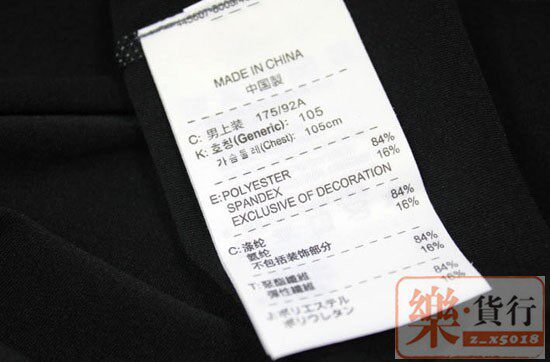 MADE IN CHINA
中国製
C: 男上装 175/92A
K: 호칭(Generic): 105
가슴둘레(Chest): 105cm
E:POLYESTER 84%
SPANDEX 16%
EXCLUSIVE OF DECORATION
C:涤纶 84%
氨纶 16%
不包括装饰部分
T:聚酯纖維 84%
彈性纖維 16%
J:ポリエステル 84%
ポリウレタン
樂·貨行
z_x5018